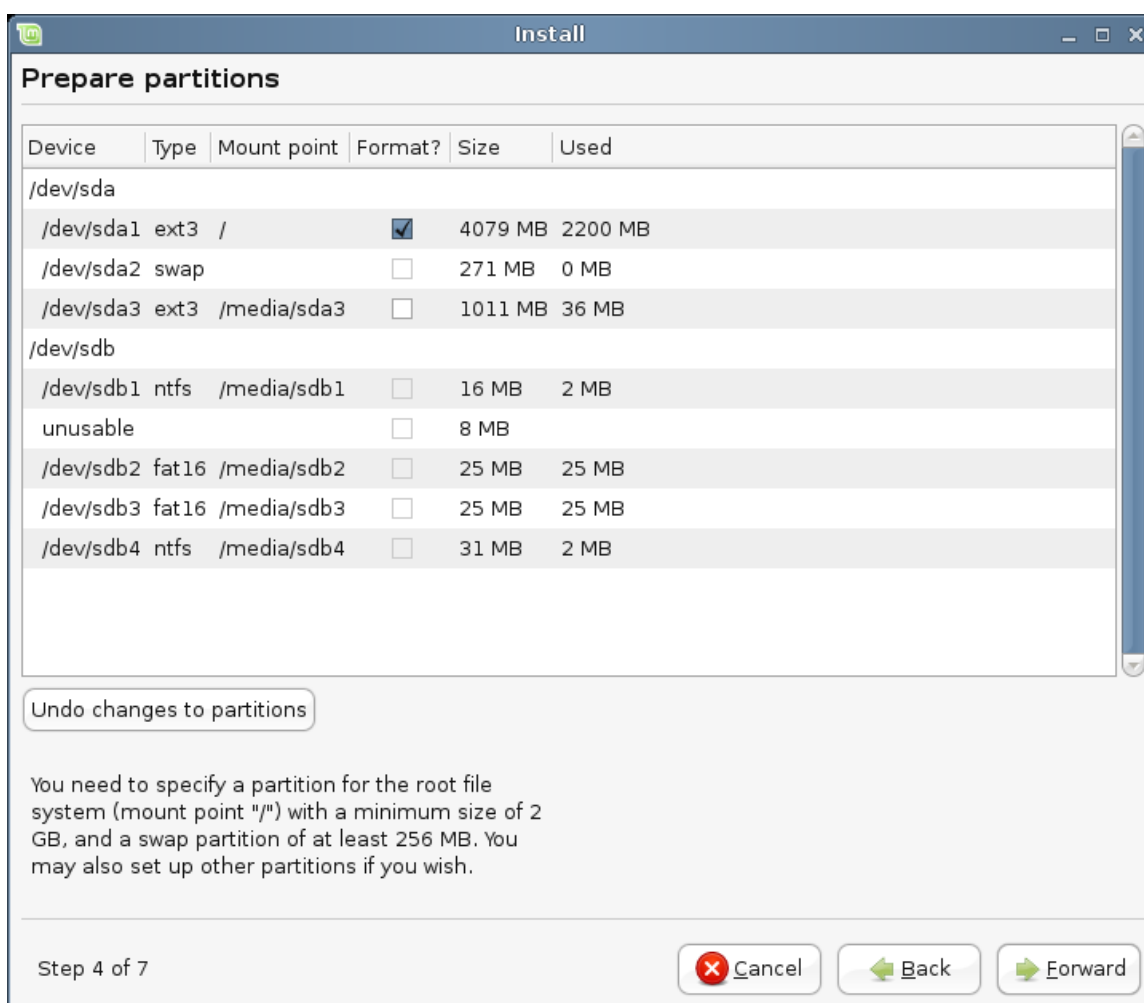 Install
Prepare partitions
Device Type Mount point Format? Size Used
/dev/sda
/dev/sda1 ext3 / 4079 MB 2200 MB
/dev/sda2 swap 271 MB 0 MB
/dev/sda3 ext3 /media/sda3 1011 MB 36 MB
/dev/sdb
/dev/sdb1 ntfs /media/sdb1 16 MB 2 MB
unusable 8 MB
/dev/sdb2 fat16 /media/sdb2 25 MB 25 MB
/dev/sdb3 fat16 /media/sdb3 25 MB 25 MB
/dev/sdb4 ntfs /media/sdb4 31 MB 2 MB
Undo changes to partitions
You need to specify a partition for the root file
system (mount point "/") with a minimum size of 2
GB, and a swap partition of at least 256 MB. You
may also set up other partitions if you wish.
Step 4 of 7 Cancel Back Forward